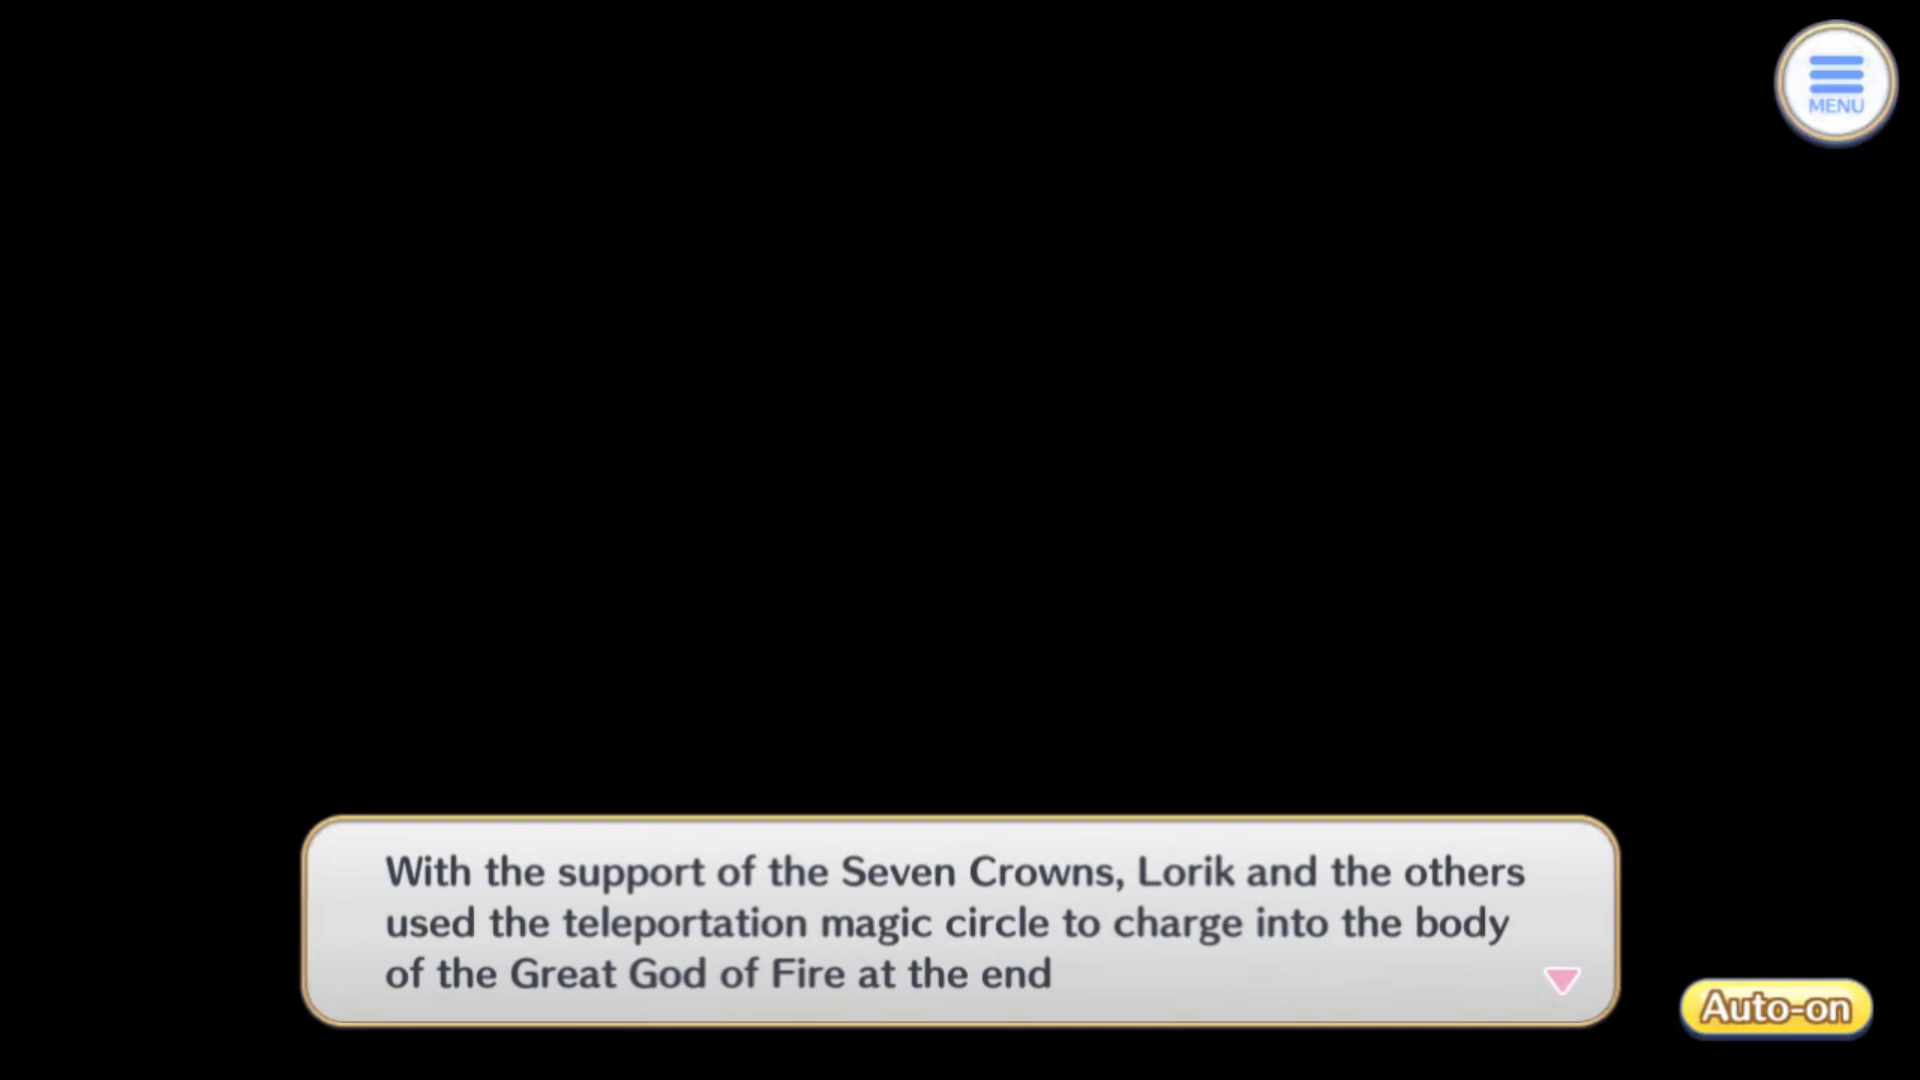 MENU
With the support of the Seven Crowns, Lorik and the others
used the teleportation magic circle to charge into the body
of the Great God of Fire at the end
Auto-on